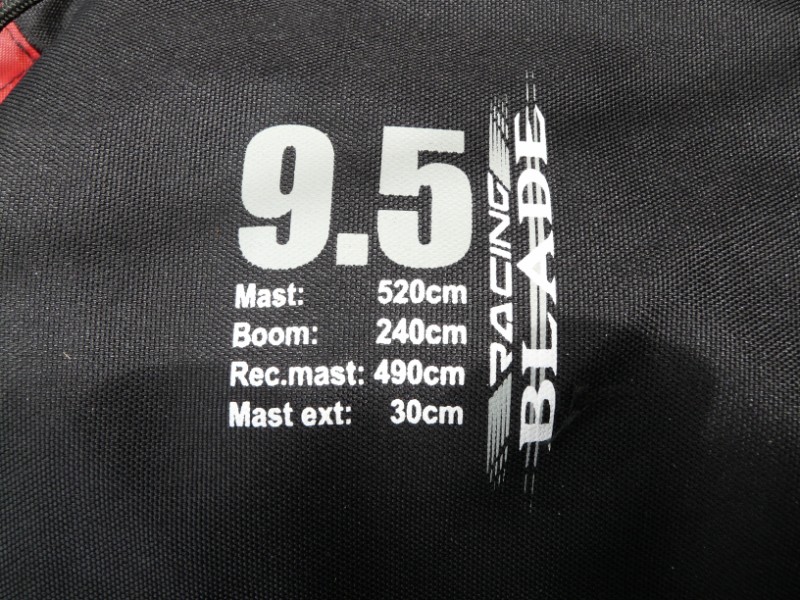 9.5
Mast: 520cm
Boom: 240cm
Rec.mast: 490cm
Mast ext: 30cm
RACING
BLADE